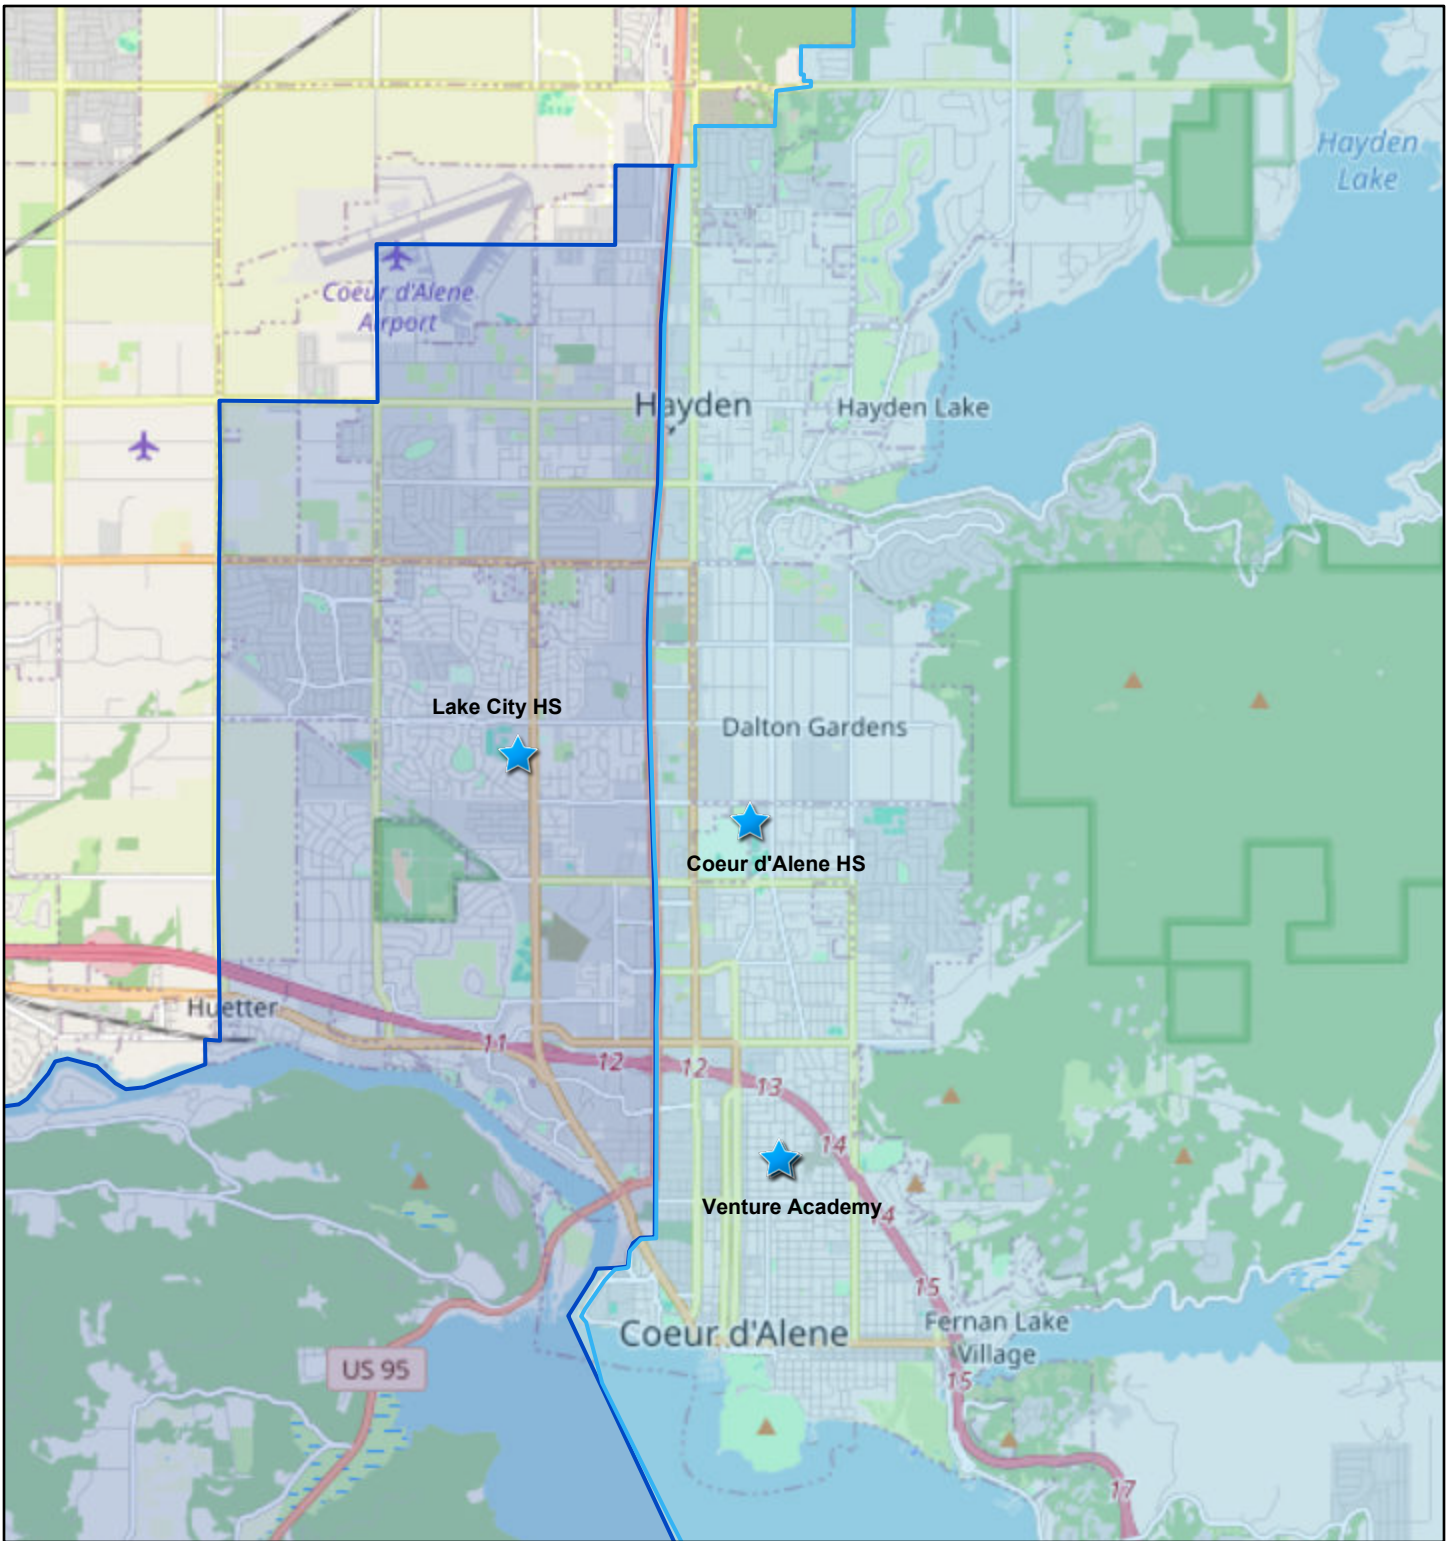 Hayden
Lake
Coeur d'Alene
Airport
Hayden
Hayden Lake
Lake City HS
Dalton Gardens
Coeur d'Alene HS
Huetter
11
12
12
13
14
Venture Academy
14
15
Fernan Lake
Village
Coeur d'Alene
US 95
15
17